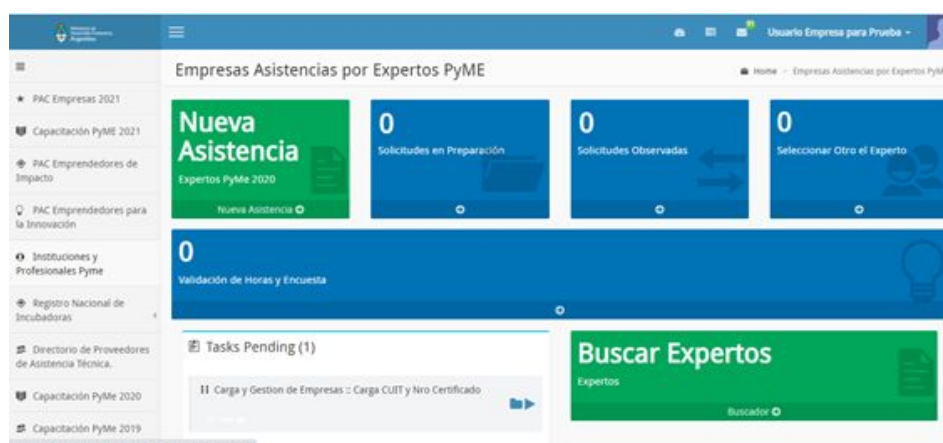 Argentina
Usuario Empresa para Prueba
Empresas Asistencias por Expertos PyME
Home - Empresas Asistencias por Expertos PyM
PAC Empresas 2021
Capacitación PyME 2021
PAC Emprendedores de
Impacto
PAC Emprendedores para
la Innovación
Instituciones y
Profesionales Pyme
Registro Nacional de
Incubadoras
Directorio de Proveedores
de Asistencia Técnica.
Capacitación PyMe 2020
Capacitación PyMe 2019
Nueva
Asistencia
Expertos PyMe 2020
Nueva Asistencia
0
Solicitudes en Preparación
0
Solicitudes Observadas
0
Seleccionar Otro el Experto
0
Validación de Horas y Encuesta
Tasks Pending (1)
Carga y Gestion de Empresas :: Carga CUIT y Nro Certificado
Buscar Expertos
Expertos
Buscador